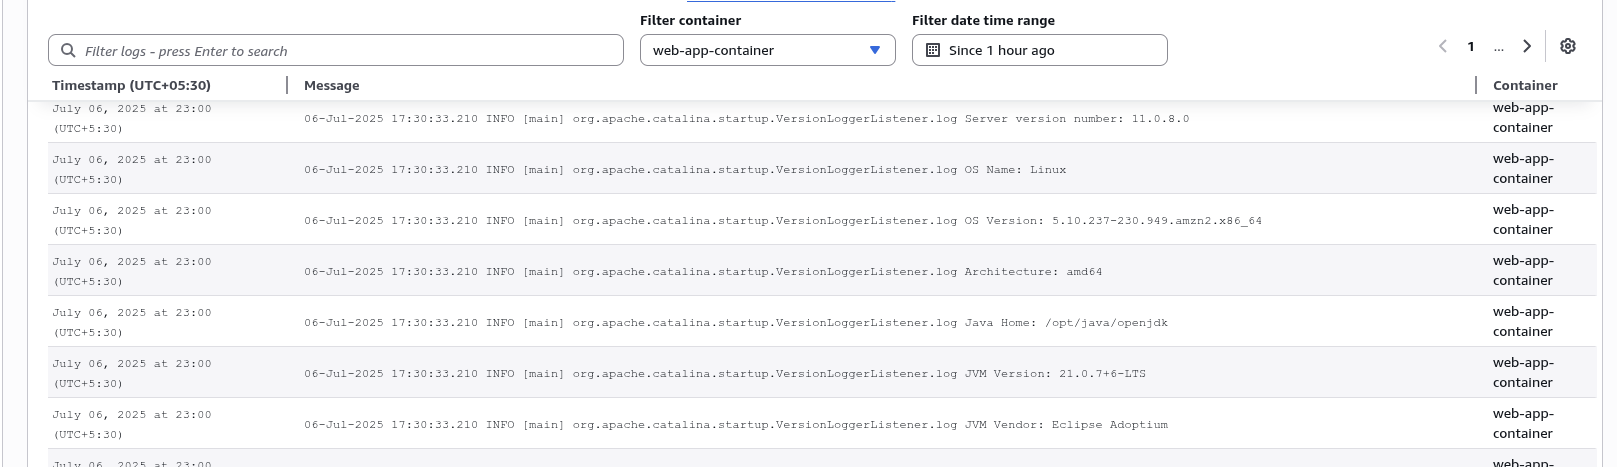 Filter container
Filter date time range
Filter logs - press Enter to search
web-app-container
Since 1 hour ago
1
...
Timestamp (UTC+05:30)
Message
Container
July 06, 2025 at 23:00
(UTC+5:30)
06-Jul-2025 17:30:33.210 INFO [main] org.apache.catalina.startup.VersionLoggerListener.log Server version number: 11.0.8.0
web-app-
container
July 06, 2025 at 23:00
(UTC+5:30)
06-Jul-2025 17:30:33.210 INFO [main] org.apache.catalina.startup.VersionLoggerListener.log OS Name: Linux
web-app-
container
July 06, 2025 at 23:00
(UTC+5:30)
06-Jul-2025 17:30:33.210 INFO [main] org.apache.catalina.startup.VersionLoggerListener.log OS Version: 5.10.237-230.949.amzn2.x86_64
web-app-
container
July 06, 2025 at 23:00
(UTC+5:30)
06-Jul-2025 17:30:33.210 INFO [main] org.apache.catalina.startup.VersionLoggerListener.log Architecture: amd64
web-app-
container
July 06, 2025 at 23:00
(UTC+5:30)
06-Jul-2025 17:30:33.210 INFO [main] org.apache.catalina.startup.VersionLoggerListener.log Java Home: /opt/java/openjdk
web-app-
container
July 06, 2025 at 23:00
(UTC+5:30)
06-Jul-2025 17:30:33.210 INFO [main] org.apache.catalina.startup.VersionLoggerListener.log JVM Version: 21.0.7+6-LTS
web-app-
container
July 06, 2025 at 23:00
(UTC+5:30)
06-Jul-2025 17:30:33.210 INFO [main] org.apache.catalina.startup.VersionLoggerListener.log JVM Vendor: Eclipse Adoptium
web-app-
container
July 06, 2025 at 23:00
web-app-